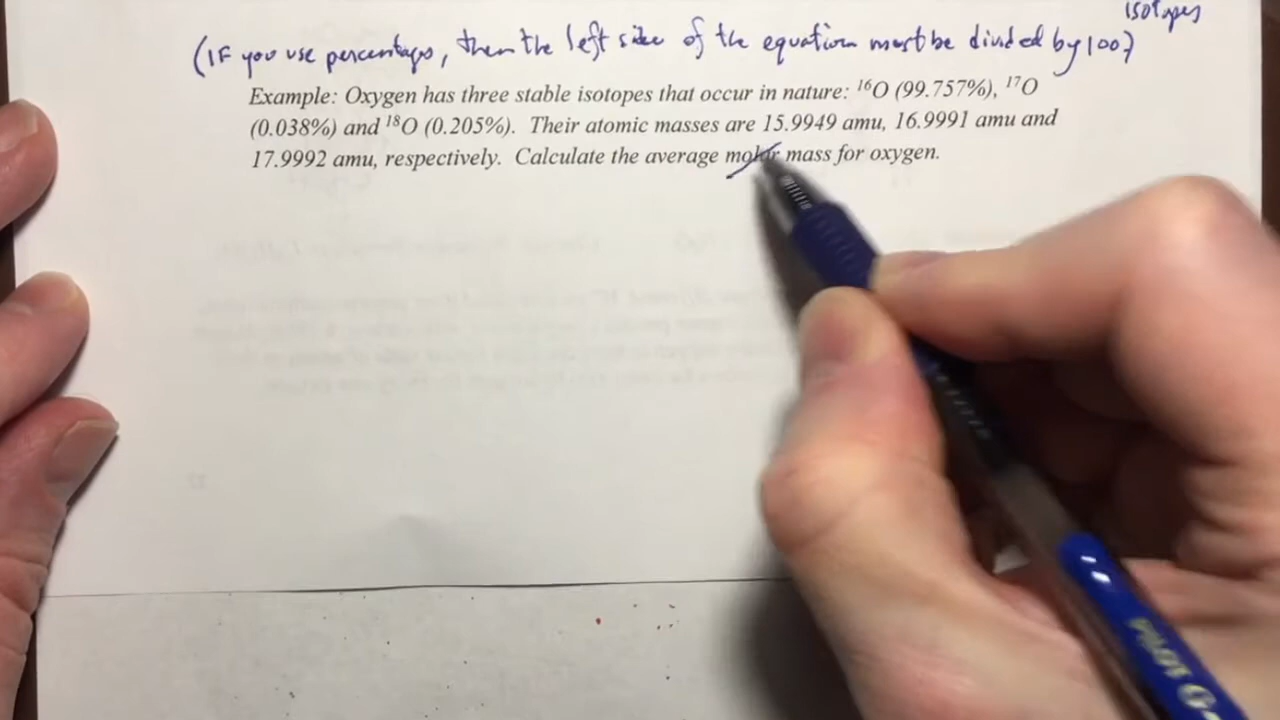 isotopes
(IF you use percentages, then the left side of the equation must be divided by 100)
Example: Oxygen has three stable isotopes that occur in nature: ¹⁶O (99.757%), ¹⁷O
(0.038%) and ¹⁸O (0.205%). Their atomic masses are 15.9949 amu, 16.9991 amu and
17.9992 amu, respectively. Calculate the average molar mass for oxygen.
PILOT G